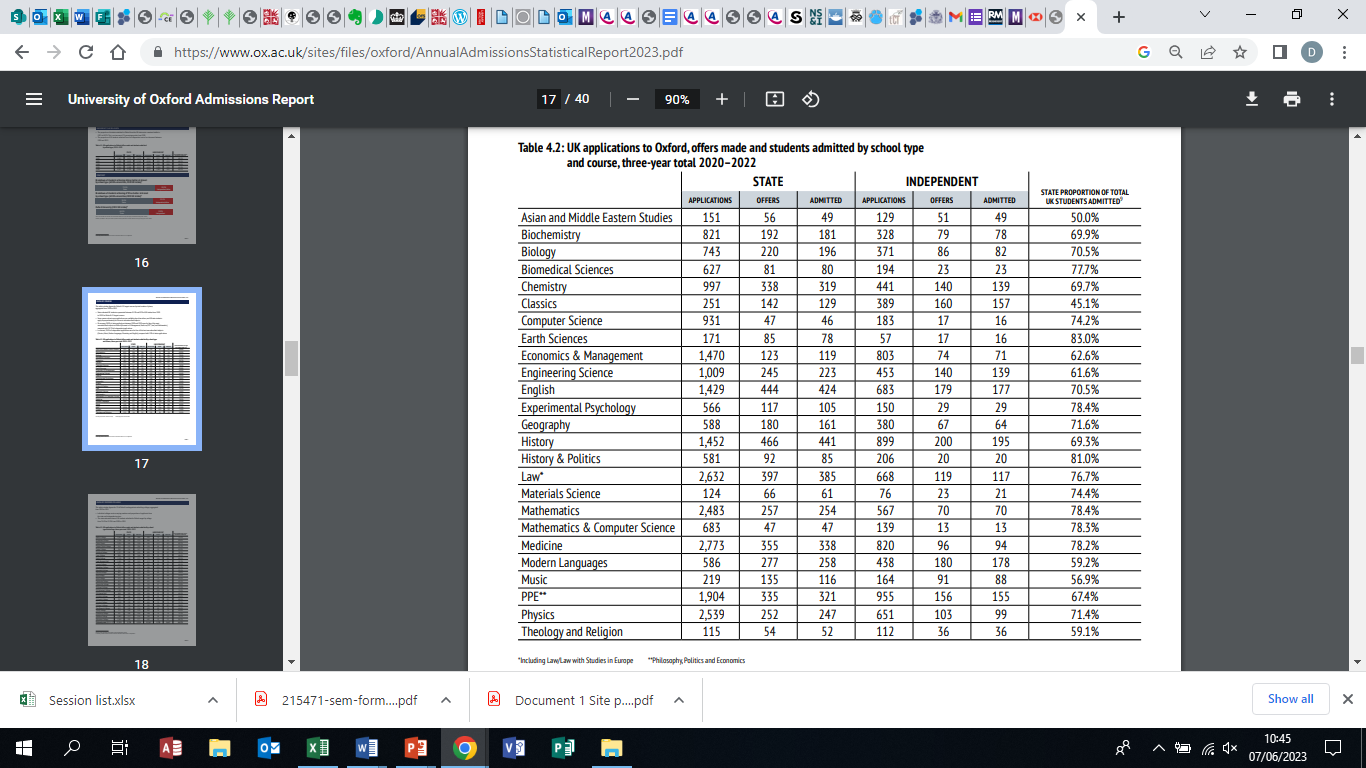 https://www.ox.ac.uk/sites/files/oxford/AnnualAdmissionsStatisticalReport2023.pdf
University of Oxford Admissions Report
17 / 40
90%
16
17
18
Table 4.2: UK applications to Oxford, offers made and students admitted by school type
and course, three-year total 2020–2022
STATE INDEPENDENT STATE PROPORTION OF TOTAL
UK STUDENTS ADMITTED
APPLICATIONS OFFERS ADMITTED APPLICATIONS OFFERS ADMITTED
Asian and Middle Eastern Studies 151 56 49 129 51 49 50.0%
Biochemistry 821 192 181 328 79 78 69.9%
Biology 743 220 196 371 86 82 70.5%
Biomedical Sciences 627 81 80 194 23 23 77.7%
Chemistry 997 338 319 441 140 139 69.7%
Classics 251 142 129 389 160 157 45.1%
Computer Science 931 47 46 183 17 16 74.2%
Earth Sciences 171 85 78 57 17 16 83.0%
Economics & Management 1,470 123 119 803 74 71 62.6%
Engineering Science 1,009 245 223 453 140 139 61.6%
English 1,429 444 424 683 179 177 70.5%
Experimental Psychology 566 117 105 150 29 29 78.4%
Geography 588 180 161 380 67 64 71.6%
History 1,452 466 441 899 200 195 69.3%
History & Politics 581 92 85 206 20 20 81.0%
Law* 2,632 397 385 668 119 117 76.7%
Materials Science 124 66 61 76 23 21 74.4%
Mathematics 2,483 257 254 567 70 70 78.4%
Mathematics & Computer Science 683 47 47 139 13 13 78.3%
Medicine 2,773 355 338 820 96 94 78.2%
Modern Languages 586 277 258 438 180 178 59.2%
Music 219 135 116 164 91 88 56.9%
PPE** 1,904 335 321 955 156 155 67.4%
Physics 2,539 252 247 651 103 99 71.4%
Theology and Religion 115 54 52 112 36 36 59.1%
*Including Law/Law with Studies in Europe **Philosophy, Politics and Economics
Session list.xlsx
215471-sem-form....pdf
Document 1 Site p....pdf
Show all
10:45
07/06/2023